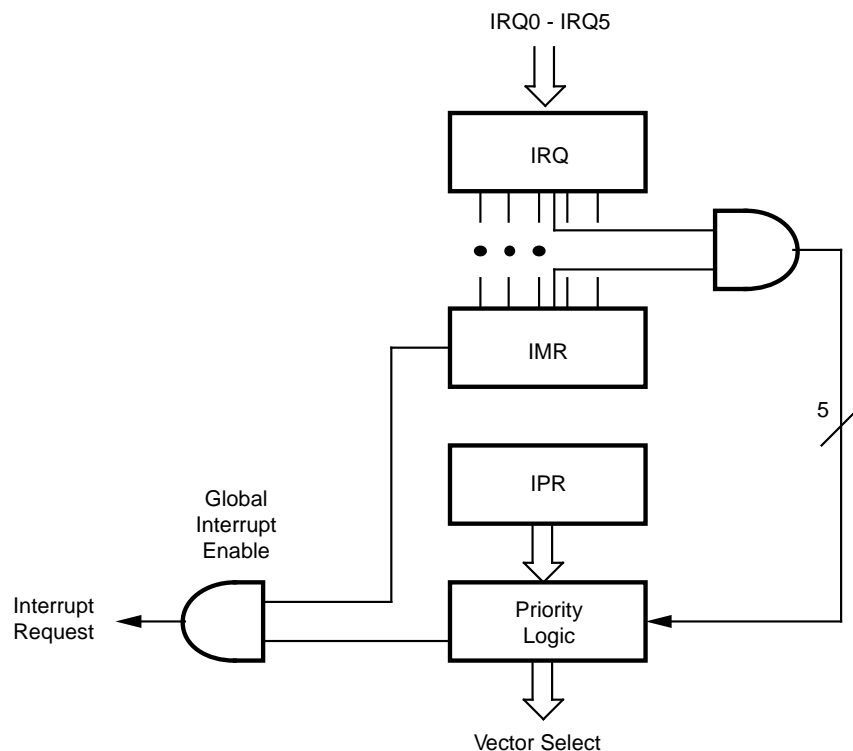 IRQ0 - IRQ5
IRQ
IMR
5
IPR
Global
Interrupt
Enable
Interrupt
Request
Priority
Logic
Vector Select